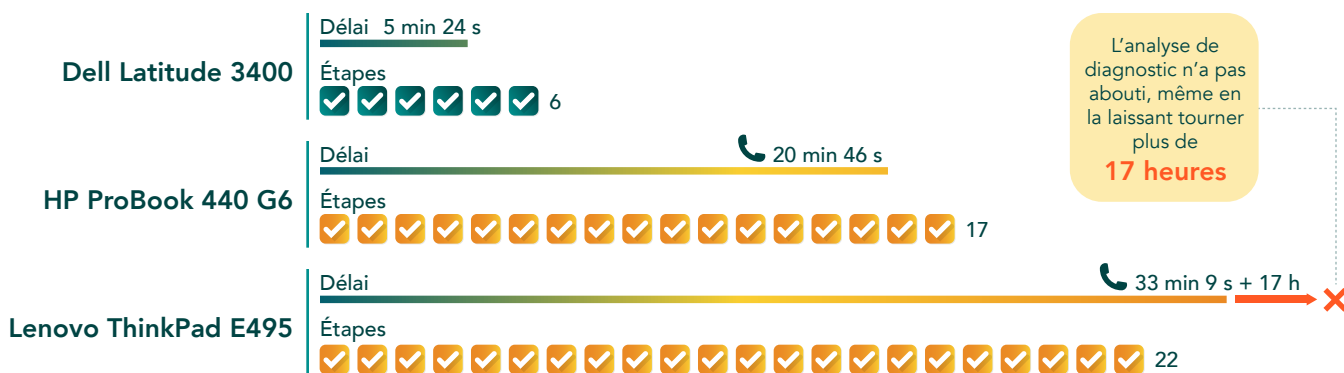 Dell Latitude 3400
Délai 5 min 24 s
Étapes
6
HP ProBook 440 G6
Délai
20 min 46 s
Étapes
17
Lenovo ThinkPad E495
Délai
33 min 9 s + 17 h
Étapes
22
L’analyse de
diagnostic n’a pas
abouti, même en
la laissant tourner
plus de
17 heures